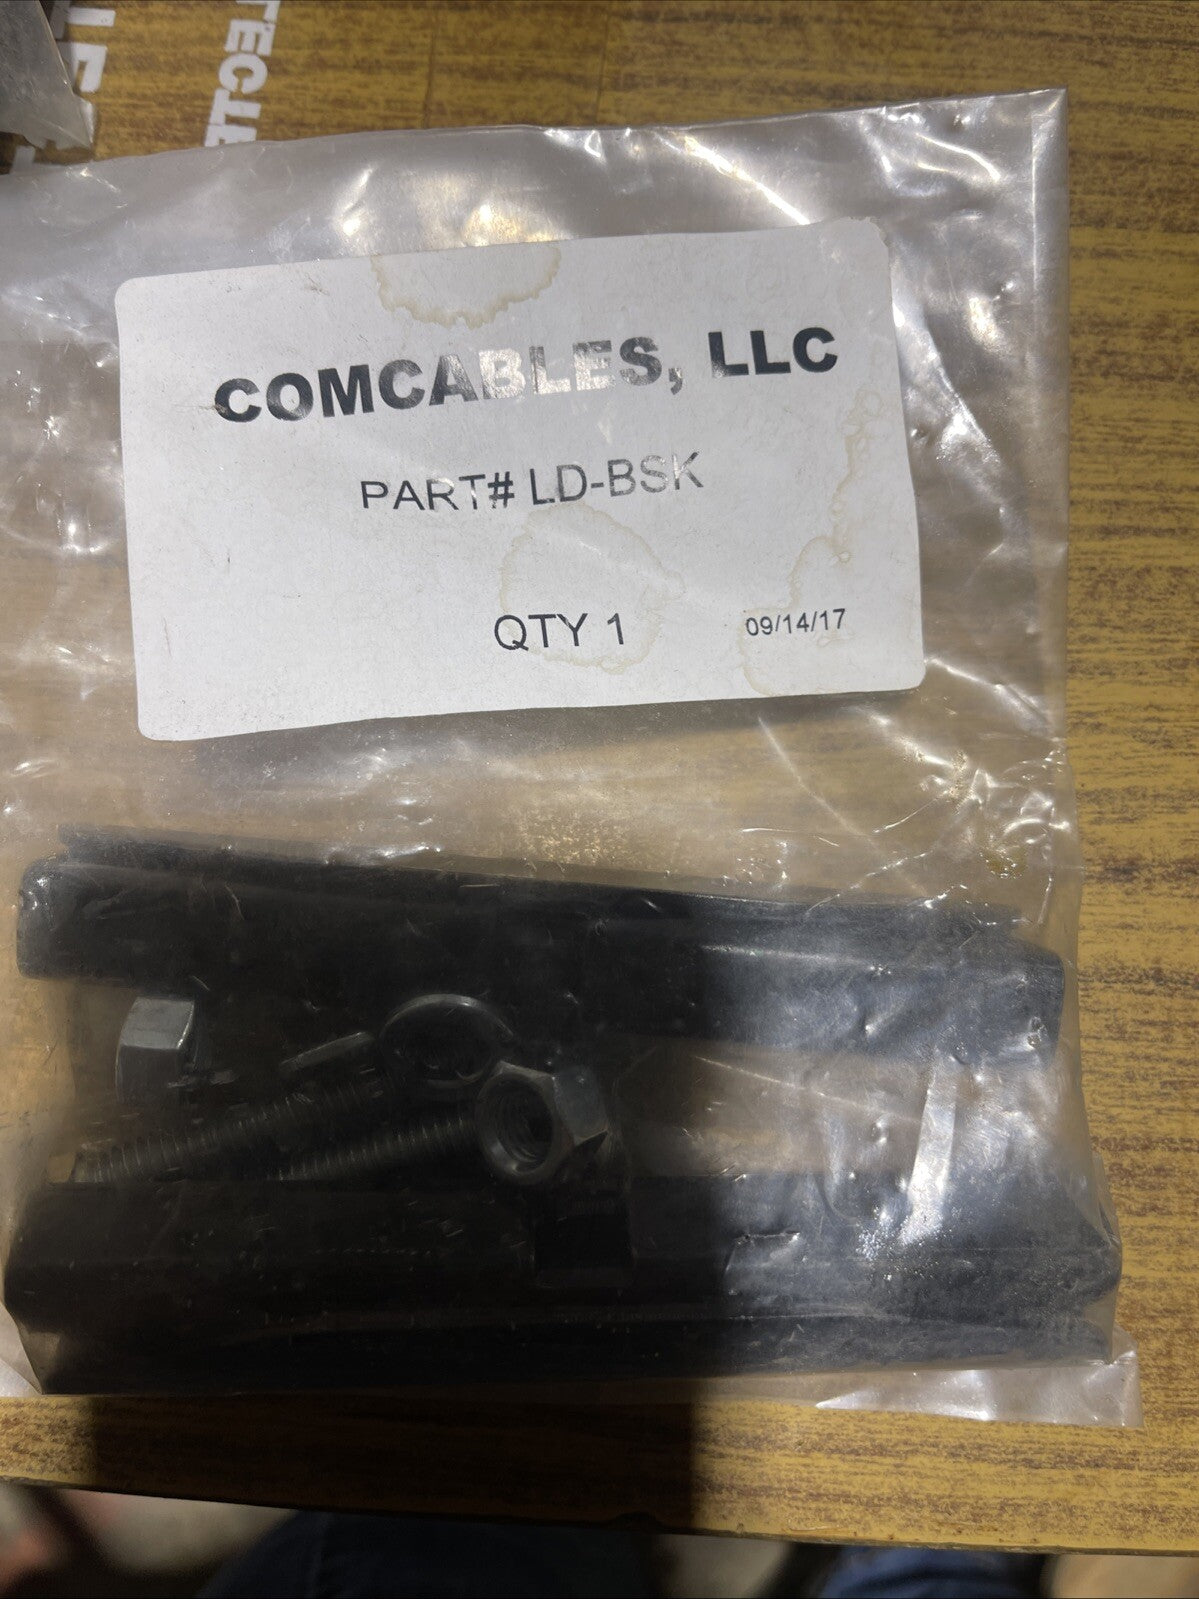 COMCABLES, LLC
PART# LD-BSK
QTY 1
09/14/17